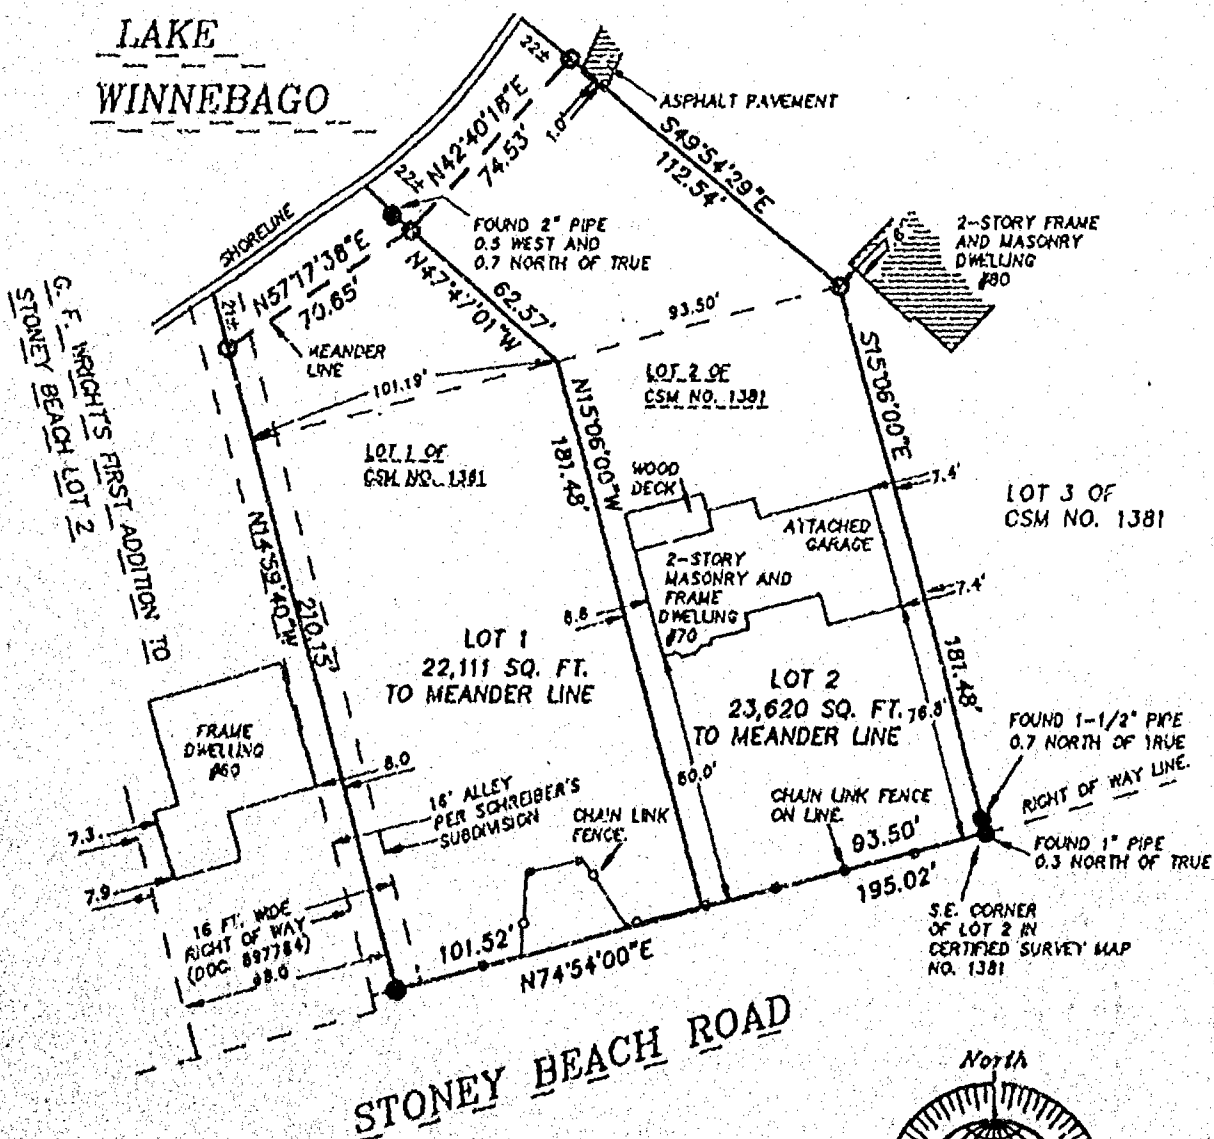 LAKE
WINNEBAGO
22±
ASPHALT PAVEMENT
N42°40'18"E
74.53'
1.0'
S49°54'29"E
112.54'
22±
SHORELINE
FOUND 2" PIPE
0.5 WEST AND
0.7 NORTH OF TRUE
2-STORY FRAME
AND MASONRY
DWELLING
#80
N57°17'38"E
70.65'
21±
N47°47'01"W
62.57'
93.50'
MEANDER
LINE
101.19'
G. F. WRIGHT'S FIRST ADDITION TO
STONEY BEACH LOT 2
LOT 2 OF
CSM NO. 1381
S15°06'00"E
N15°06'00"W
181.48'
LOT 1 OF
CSM NO. 1381
WOOD
DECK
7.4'
LOT 3 OF
CSM NO. 1381
ATTACHED
GARAGE
2-STORY
MASONRY AND
FRAME
DWELLING
#70
7.4'
8.8
N14°59'40"W
210.15'
LOT 1
22,111 SQ. FT.
TO MEANDER LINE
LOT 2
23,620 SQ. FT.
TO MEANDER LINE
76.8'
181.48'
FRAME
DWELLING
#60
8.0
60.0'
FOUND 1-1/2" PIPE
0.7 NORTH OF TRUE
RIGHT OF WAY LINE.
16' ALLEY
PER SCHREIBER'S
SUBDIVISION
CHAIN LINK
FENCE.
CHAIN LINK FENCE
ON LINE.
7.3
7.9
93.50'
195.02'
FOUND 1" PIPE
0.3 NORTH OF TRUE
16 FT. WIDE
RIGHT OF WAY
(DOC. 897784)
101.52'
N74°54'00"E
S.E. CORNER
OF LOT 2 IN
CERTIFIED SURVEY MAP
NO. 1381
STONEY BEACH ROAD
North